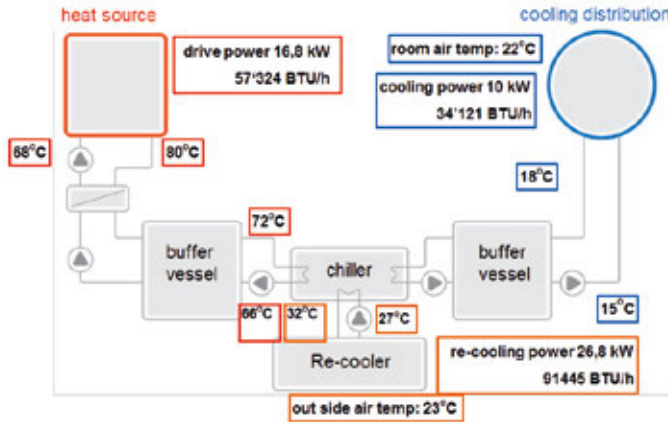 heat source
cooling distribution
drive power 16,8 kW
57'324 BTU/h
room air temp: 22°C
cooling power 10 kW
34'121 BTU/h
68°C
80°C
18°C
72°C
buffer
vessel
chiller
buffer
vessel
66°C
32°C
27°C
15°C
Re-cooler
re-cooling power 26,8 kW
91445 BTU/h
out side air temp: 23°C